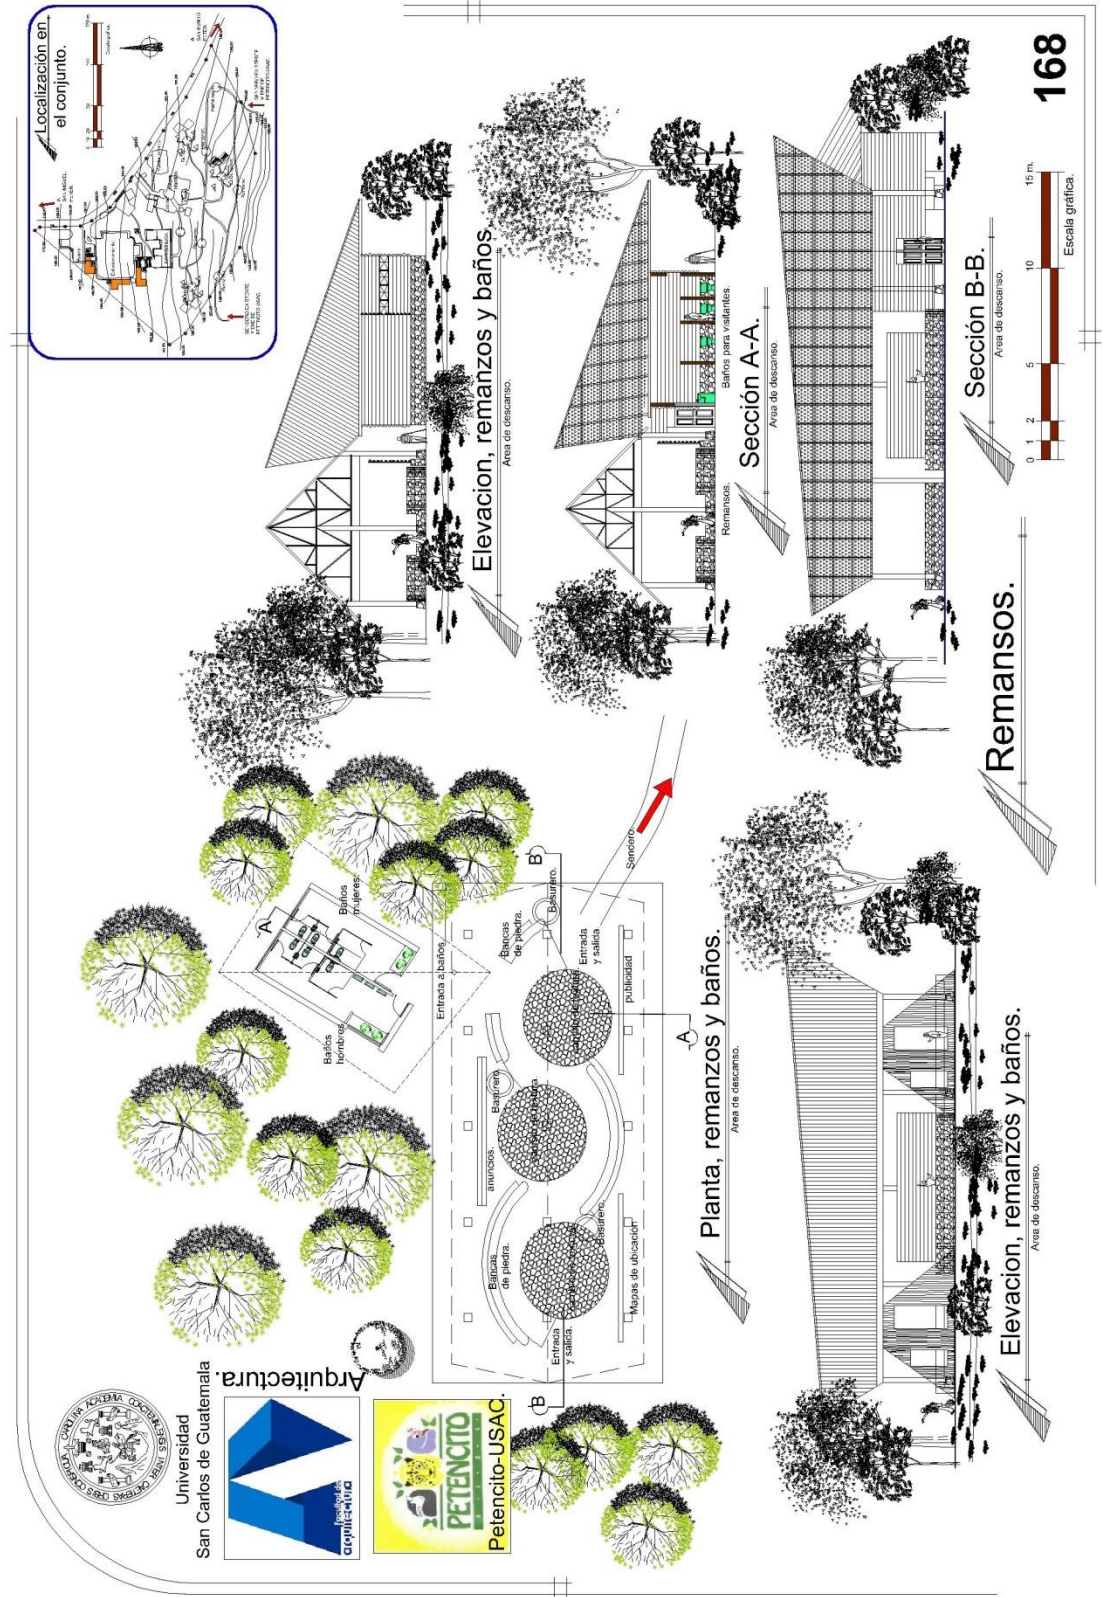 Universidad
San Carlos de Guatemala
Facultad de
arquitectura
Arquitectura.
PETENCITO
Petencito-USAC.
Localización en
el conjunto.
Baños
hombres
Baños
mujeres
A
Entrada a baños
Bancas
de piedra.
anuncios.
Basurero
Bancas
de piedra.
Basurero.
B
B
Entrada
y salida.
Basurero.
Entrada
y salida
Mapas de ubicación
publicidad
Sendero
A
Planta, remanzos y baños.
Area de descanso.
Elevacion, remanzos y baños.
Area de descanso.
Elevacion, remanzos y baños.
Area de descanso.
Remansos.
Baños para visitantes.
Sección A-A.
Area de descanso.
Sección B-B.
Area de descanso.
Remansos.
0 1 2 5 10 15 m.
Escala gráfica.
168